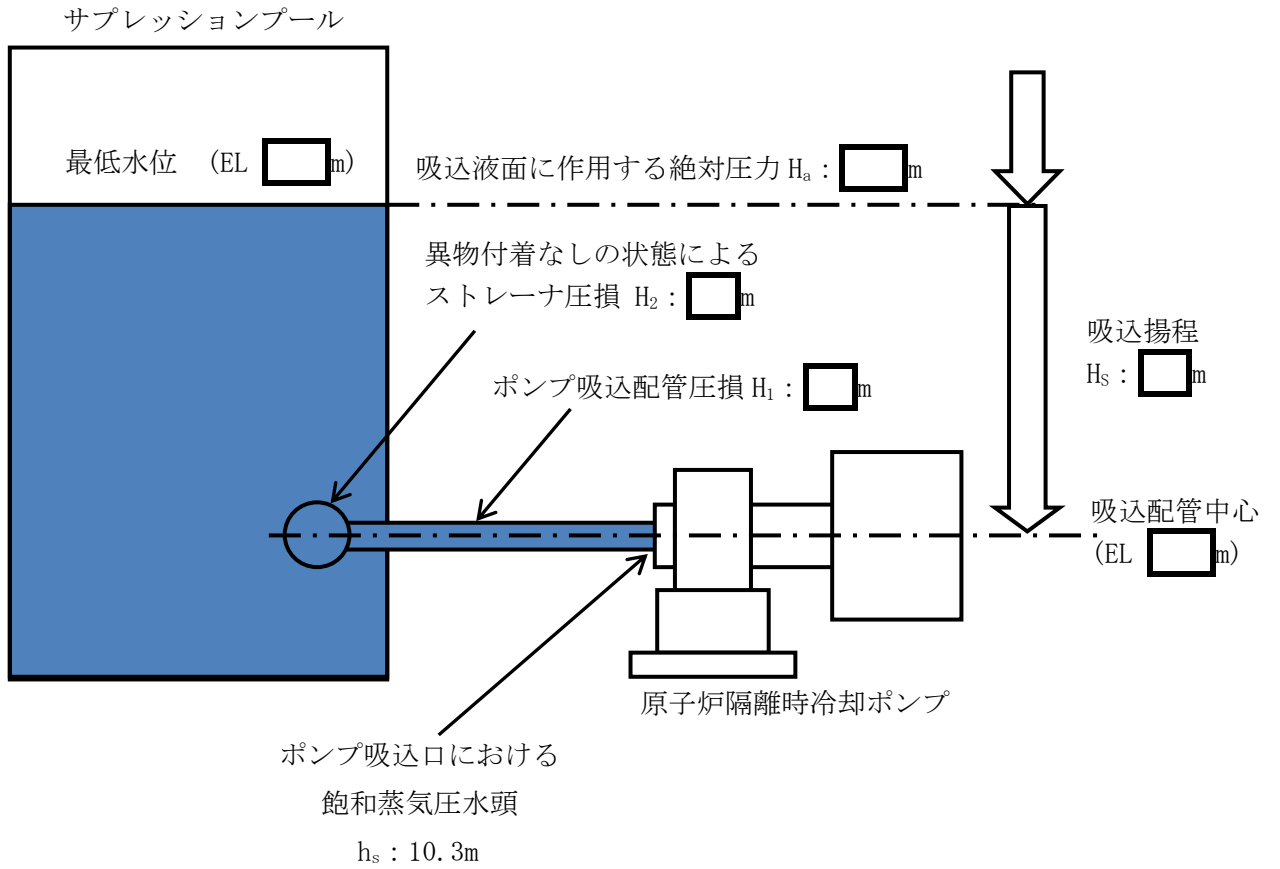 サプレッションプール
最低水位 (EL m)
吸込液面に作用する絶対圧力 Ha: m
異物付着なしの状態による
ストレーナ圧損 H2: m
ポンプ吸込配管圧損 H1: m
吸込揚程
HS: m
吸込配管中心
(EL m)
原子炉隔離時冷却ポンプ
ポンプ吸込口における
飽和蒸気圧水頭
hs:10.3m